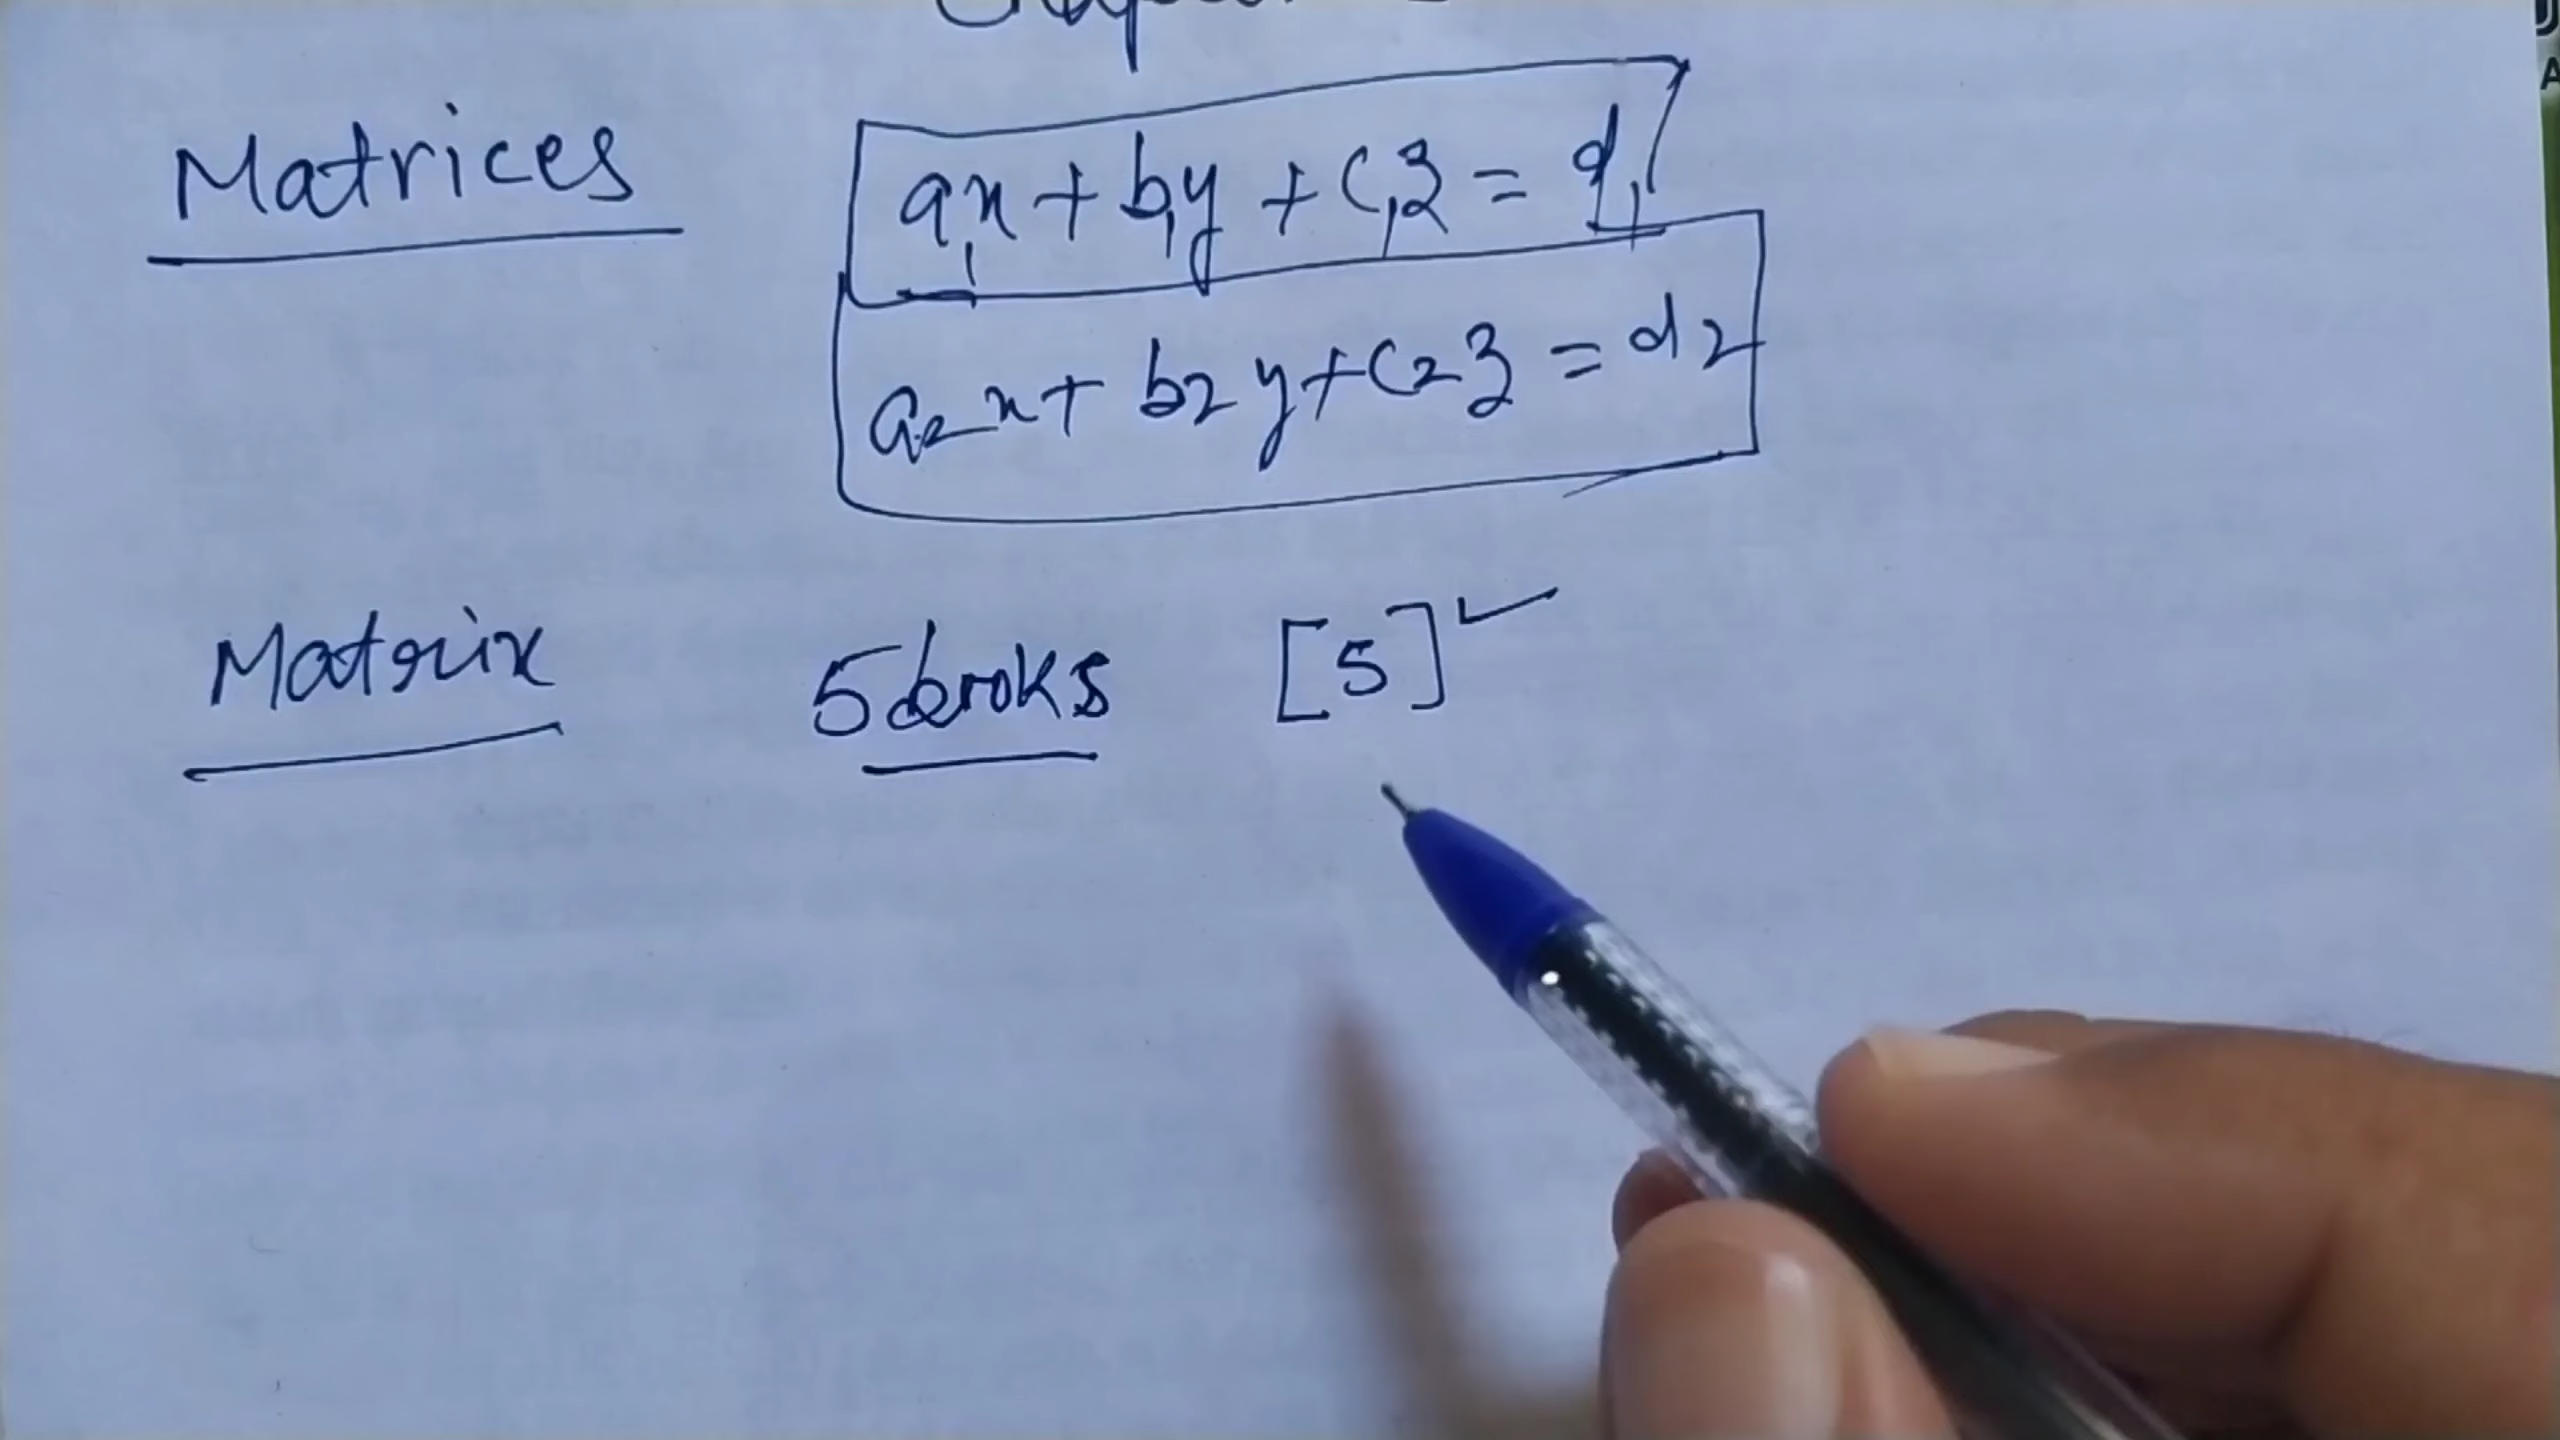 Matrices
a₁x + b₁y + c₁z = d₁
a₂x + b₂y + c₂z = d₂
Matrix 5 books [5] ✓